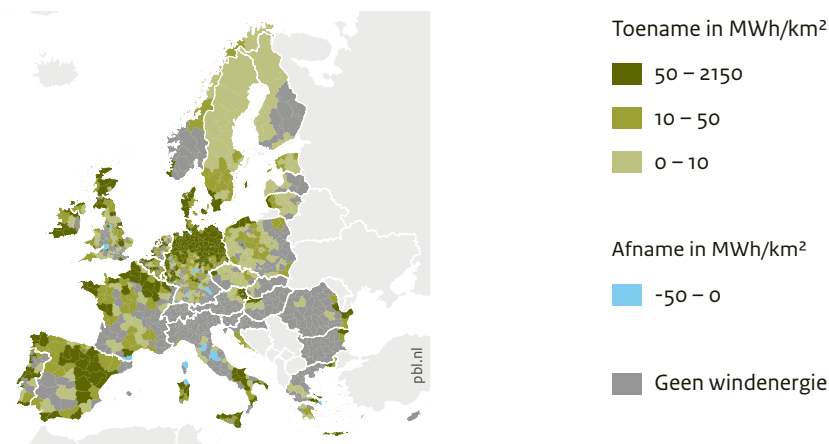 Toename in MWh/km²
50 – 2150
10 – 50
0 – 10
Afname in MWh/km²
-50 – 0
Geen windenergie
pbl.nl